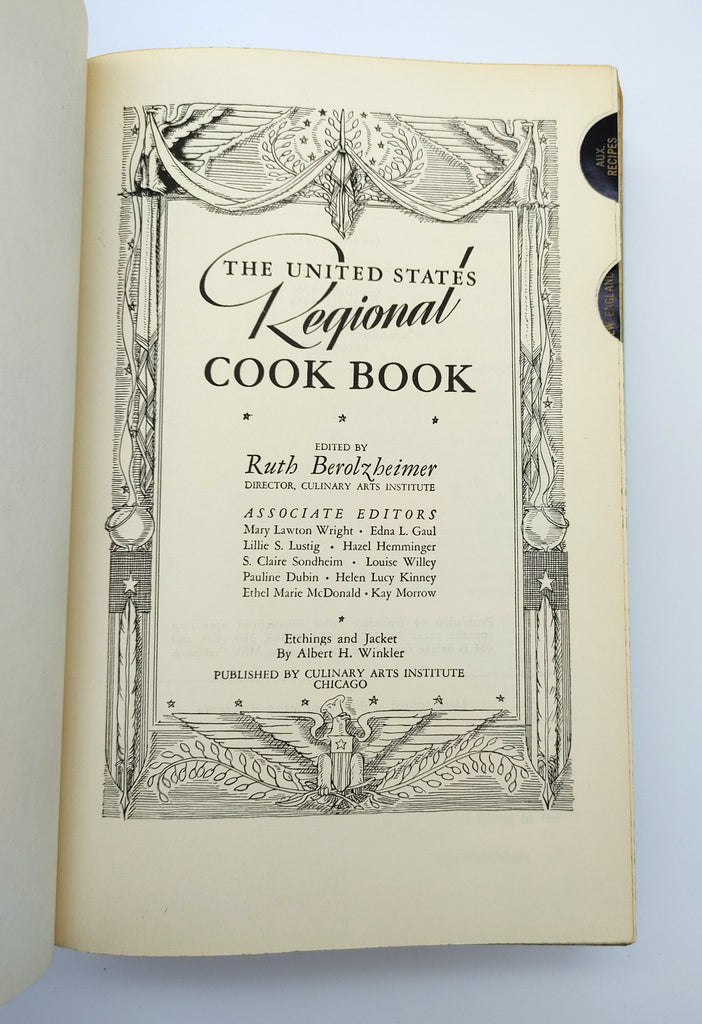 AUX.
RECIPES
THE UNITED STATES
Regional
COOK BOOK
W ENGLAND
EDITED BY
Ruth Berolzheimer
DIRECTOR, CULINARY ARTS INSTITUTE
ASSOCIATE EDITORS
Mary Lawton Wright • Edna L. Gaul
Lillie S. Lustig • Hazel Hemminger
S. Claire Sondheim • Louise Willey
Pauline Dubin • Helen Lucy Kinney
Ethel Marie McDonald • Kay Morrow
Etchings and Jacket
By Albert H. Winkler
PUBLISHED BY CULINARY ARTS INSTITUTE
CHICAGO